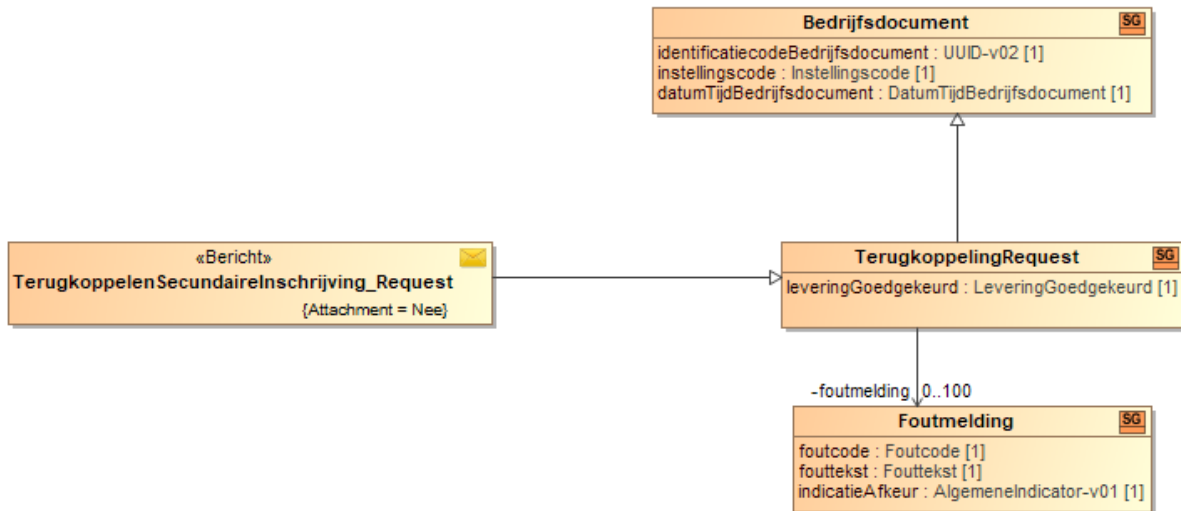 Bedrijfsdocument SG
identificatiecodeBedrijfsdocument : UUID-v02 [1]
instellingscode : Instellingscode [1]
datumTijdBedrijfsdocument : DatumTijdBedrijfsdocument [1]
«Bericht»
TerugkoppelenSecundaireInschrijving_Request
{Attachment = Nee}
TerugkoppelingRequest SG
leveringGoedgekeurd : LeveringGoedgekeurd [1]
-foutmelding 0..100
Foutmelding SG
foutcode : Foutcode [1]
fouttekst : Fouttekst [1]
indicatieAfkeur : AlgemeneIndicator-v01 [1]